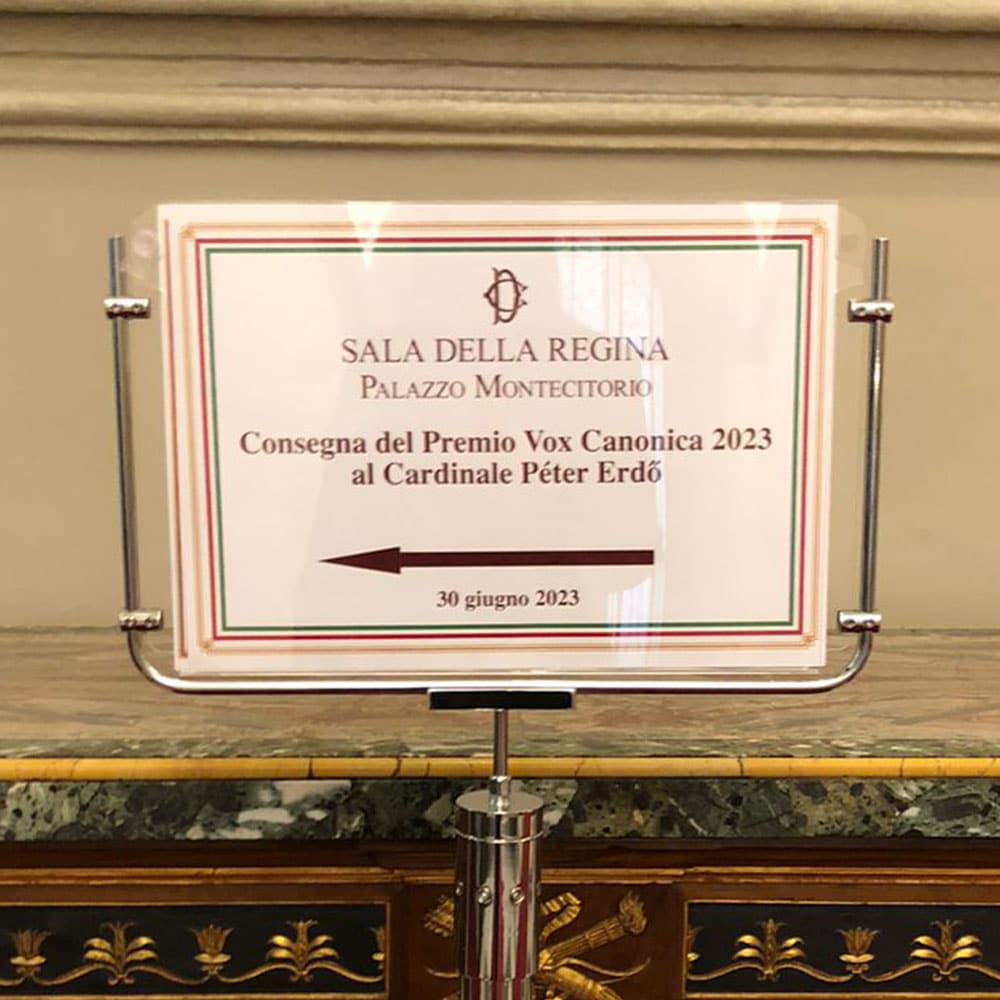 SALA DELLA REGINA
PALAZZO MONTECITORIO
Consegna del Premio Vox Canonica 2023
al Cardinale Péter Erdő
30 giugno 2023